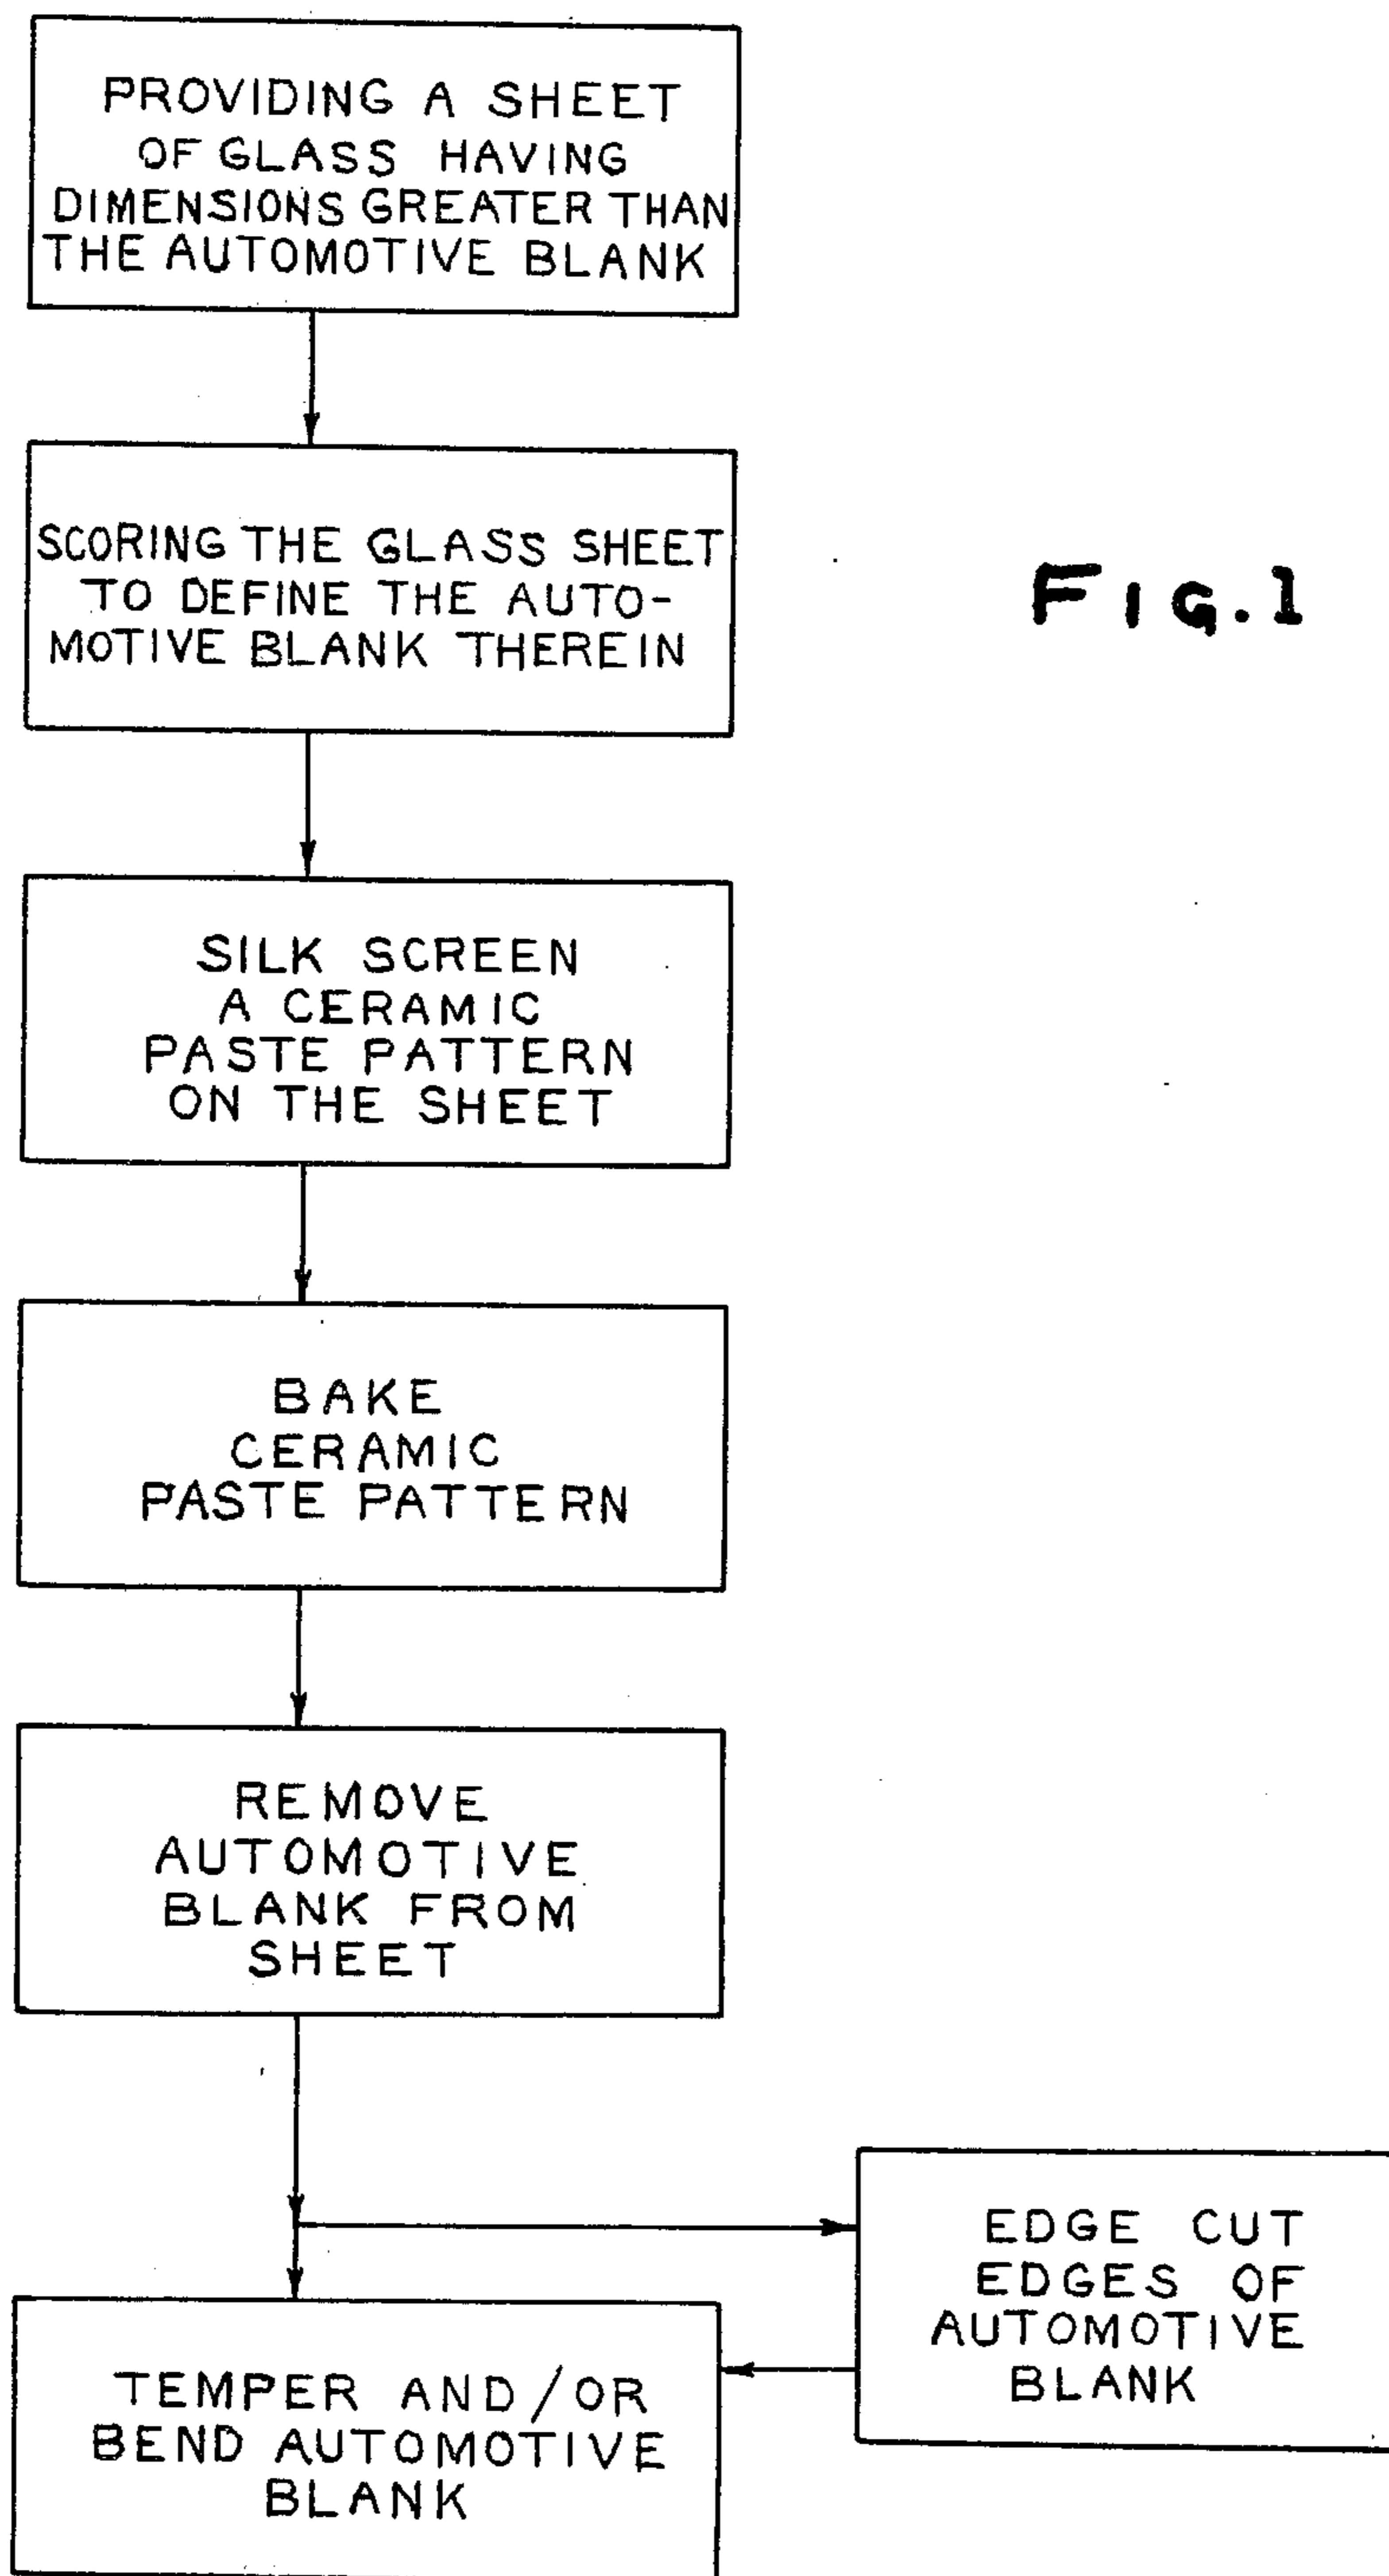 PROVIDING A SHEET
OF GLASS HAVING
DIMENSIONS GREATER THAN
THE AUTOMOTIVE BLANK
SCORING THE GLASS SHEET
TO DEFINE THE AUTO-
MOTIVE BLANK THEREIN
FIG.1
SILK SCREEN
A CERAMIC
PASTE PATTERN
ON THE SHEET
BAKE
CERAMIC
PASTE PATTERN
REMOVE
AUTOMOTIVE
BLANK FROM
SHEET
EDGE CUT
EDGES OF
AUTOMOTIVE
BLANK
TEMPER AND/OR
BEND AUTOMOTIVE
BLANK